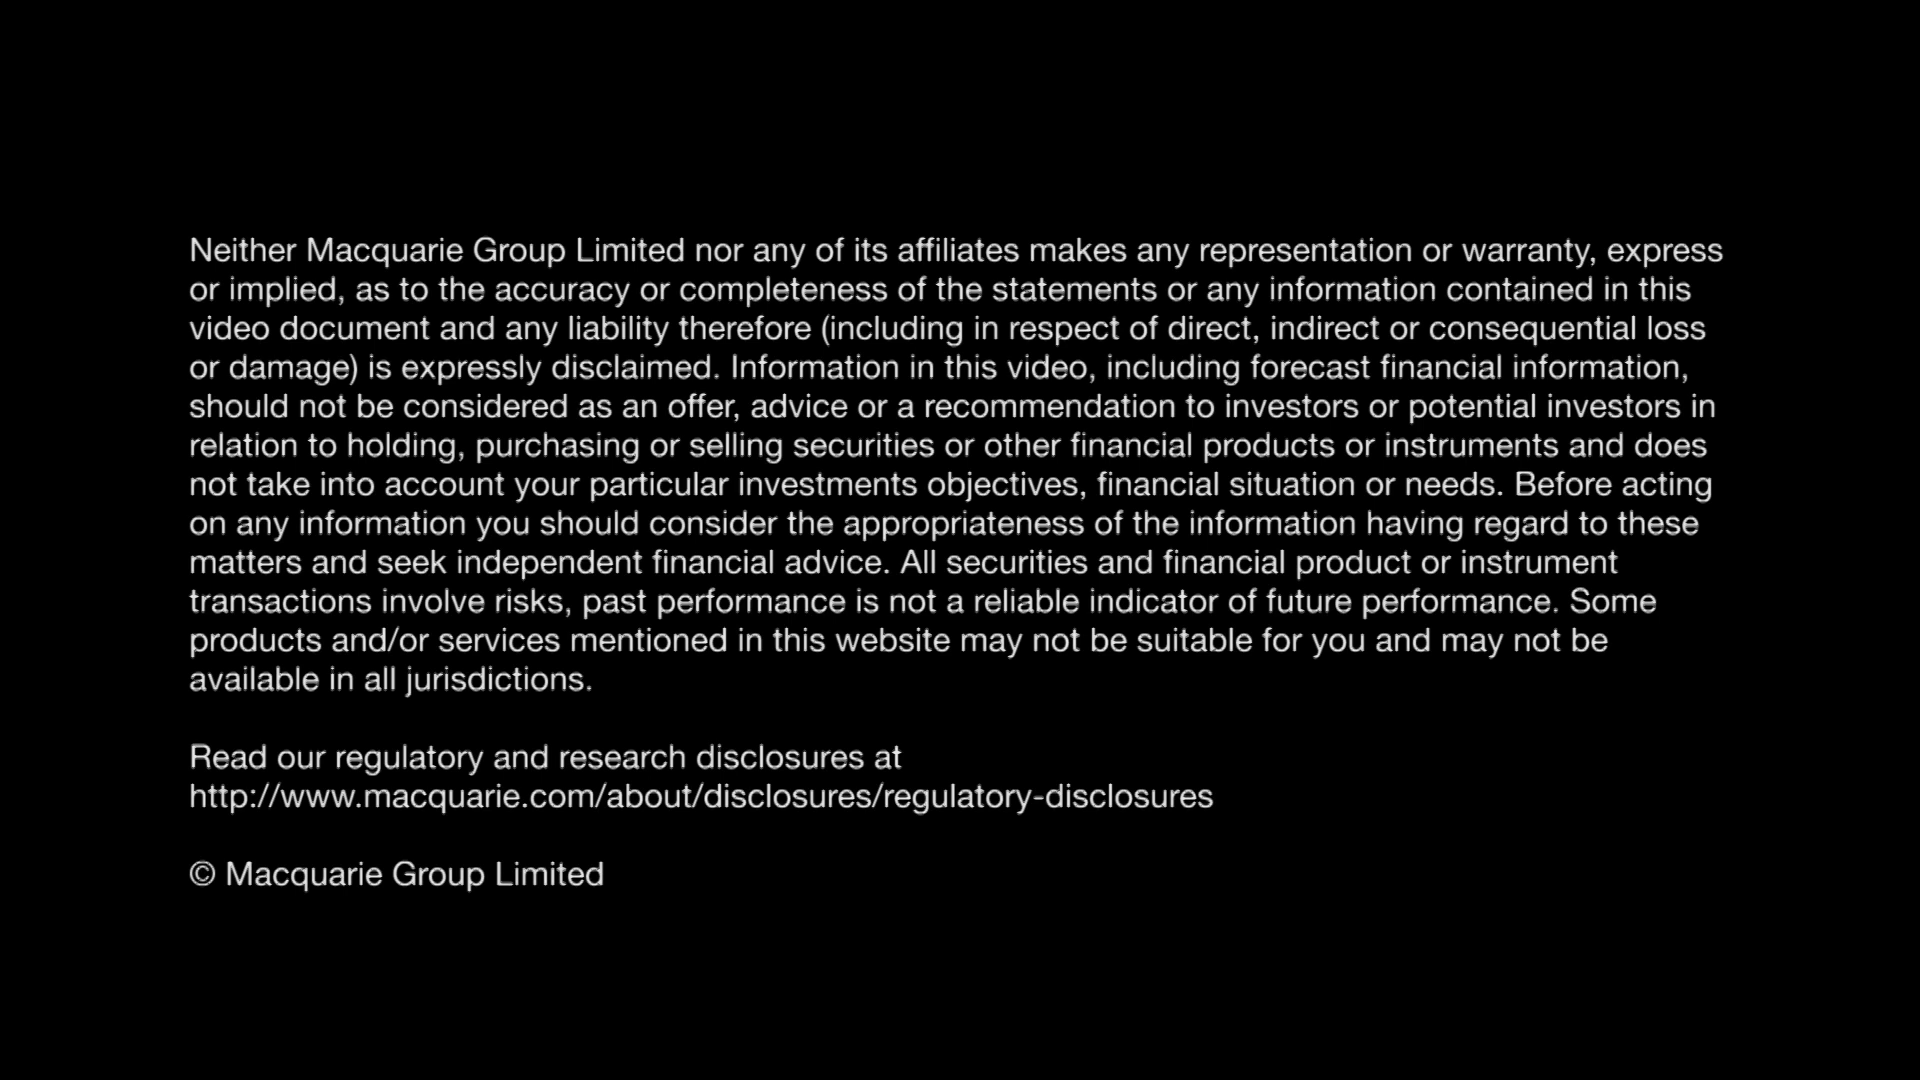 Neither Macquarie Group Limited nor any of its affiliates makes any representation or warranty, express
or implied, as to the accuracy or completeness of the statements or any information contained in this
video document and any liability therefore (including in respect of direct, indirect or consequential loss
or damage) is expressly disclaimed. Information in this video, including forecast financial information,
should not be considered as an offer, advice or a recommendation to investors or potential investors in
relation to holding, purchasing or selling securities or other financial products or instruments and does
not take into account your particular investments objectives, financial situation or needs. Before acting
on any information you should consider the appropriateness of the information having regard to these
matters and seek independent financial advice. All securities and financial product or instrument
transactions involve risks, past performance is not a reliable indicator of future performance. Some
products and/or services mentioned in this website may not be suitable for you and may not be
available in all jurisdictions.
Read our regulatory and research disclosures at
http://www.macquarie.com/about/disclosures/regulatory-disclosures
© Macquarie Group Limited